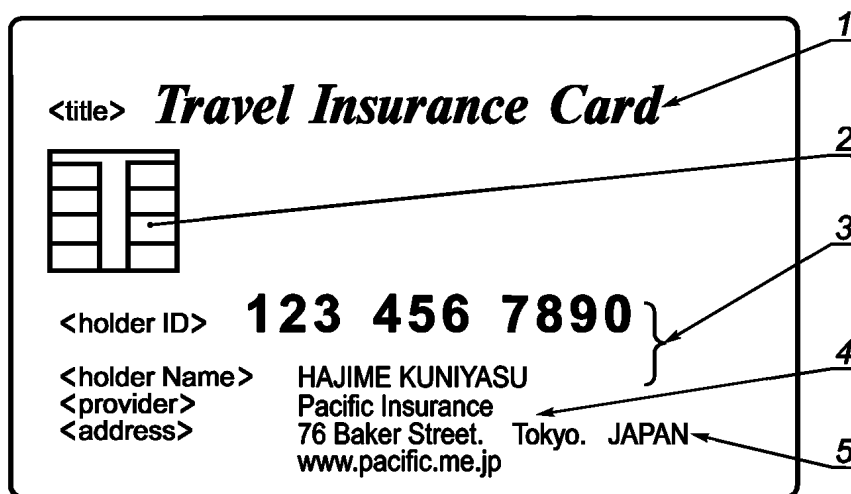 1
<title> Travel Insurance Card
2
3
<holder ID> 123 456 7890
4
<holder Name> HAJIME KUNIYASU
<provider> Pacific Insurance
<address> 76 Baker Street. Tokyo. JAPAN
5
www.pacific.me.jp